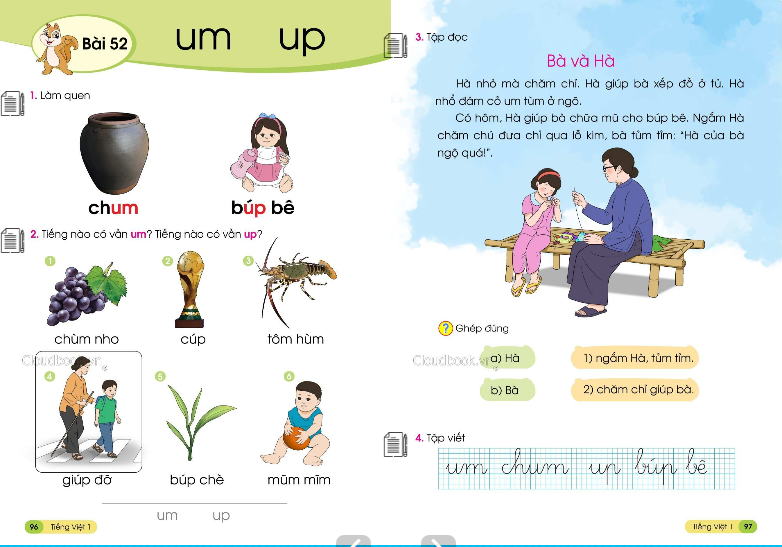 Bài 52
um up
1. Làm quen
chum
búp bê
2. Tiếng nào có vần um? Tiếng nào có vần up?
1
chùm nho
2
cúp
3
tôm hùm
4
giúp đỡ
5
búp chè
6
mũm mĩm
Cloudbook.vn
um up
96 Tiếng Việt 1
3. Tập đọc
Bà và Hà
Hà nhỏ mà chăm chỉ. Hà giúp bà xếp đồ ở tủ. Hà
nhổ đám cỏ um tùm ở ngõ.
Có hôm, Hà giúp bà chữa mũ cho búp bê. Ngắm Hà
chăm chú đưa chỉ qua lỗ kim, bà tủm tỉm: "Hà của bà
ngộ quá!".
? Ghép đúng
Cloudbook.vn
a) Hà
1) ngắm Hà, tủm tỉm.
b) Bà
2) chăm chỉ giúp bà.
4. Tập viết
um chum up búp bê
Tiếng Việt 1 97